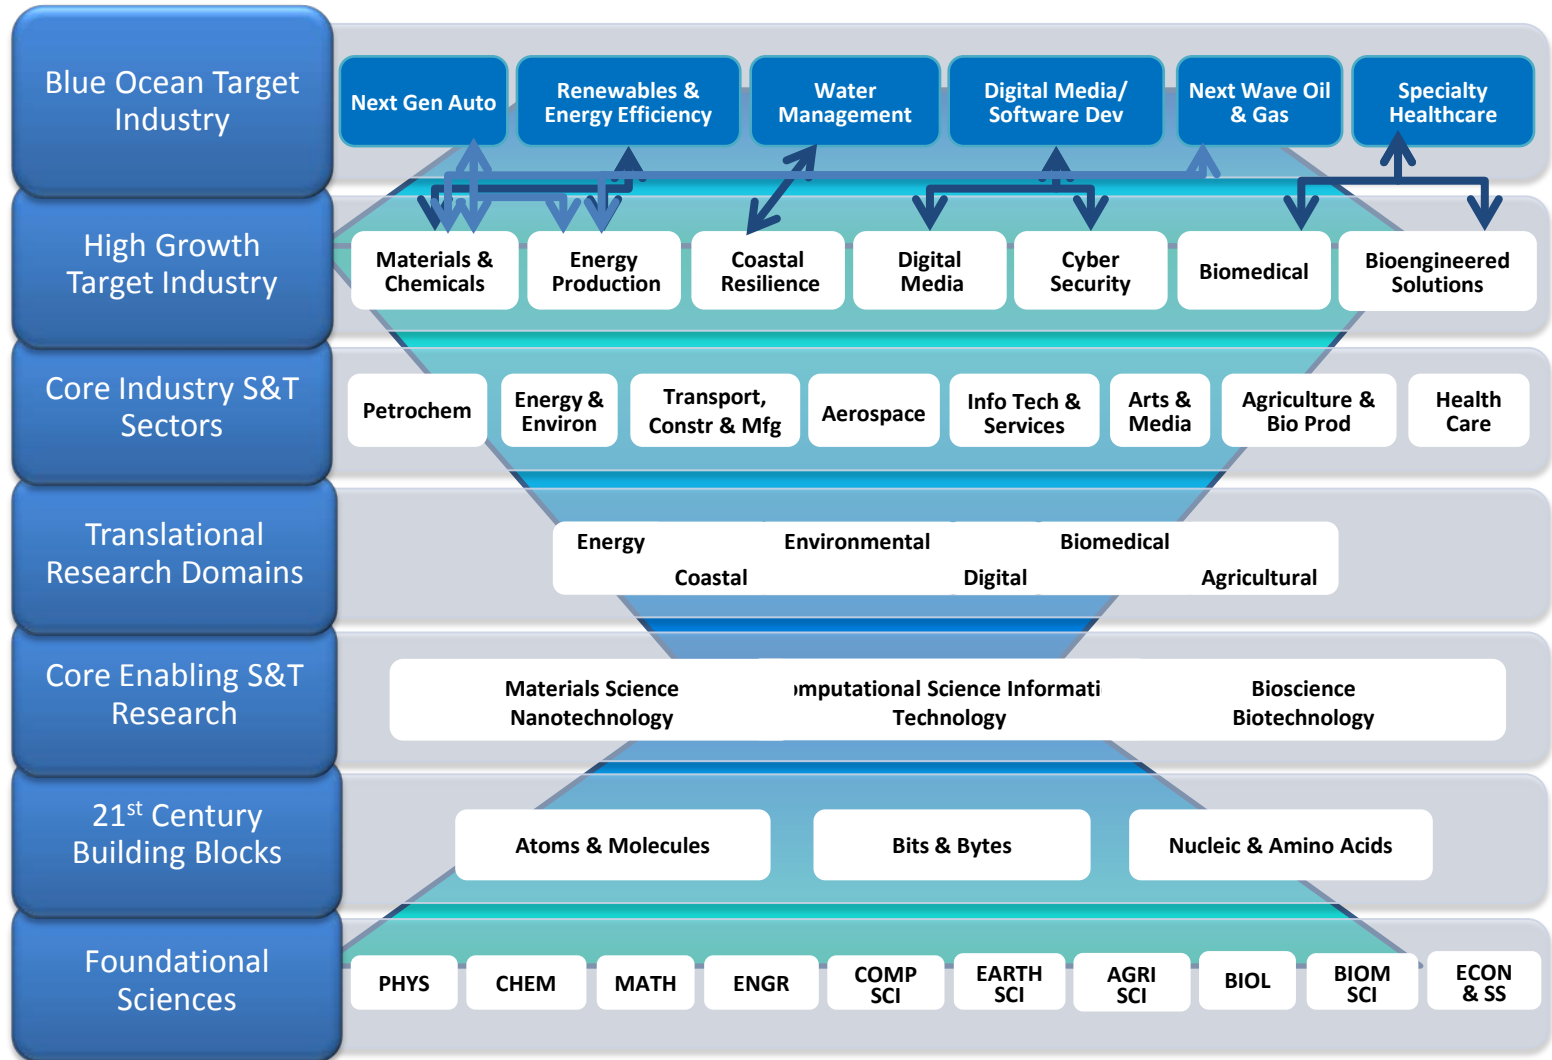 Blue Ocean Target
Industry
Next Gen Auto
Renewables &
Energy Efficiency
Water
Management
Digital Media/
Software Dev
Next Wave Oil
& Gas
Specialty
Healthcare
High Growth
Target Industry
Materials &
Chemicals
Energy
Production
Coastal
Resilience
Digital
Media
Cyber
Security
Biomedical
Bioengineered
Solutions
Core Industry S&T
Sectors
Petrochem
Energy &
Environ
Transport,
Constr & Mfg
Aerospace
Info Tech &
Services
Arts &
Media
Agriculture &
Bio Prod
Health
Care
Translational
Research Domains
Energy
Coastal
Environmental
Digital
Biomedical
Agricultural
Core Enabling S&T
Research
Materials Science
Nanotechnology
omputational Science Informati
Technology
Bioscience
Biotechnology
21st Century
Building Blocks
Atoms & Molecules
Bits & Bytes
Nucleic & Amino Acids
Foundational
Sciences
PHYS
CHEM
MATH
ENGR
COMP
SCI
EARTH
SCI
AGRI
SCI
BIOL
BIOM
SCI
ECON
& SS